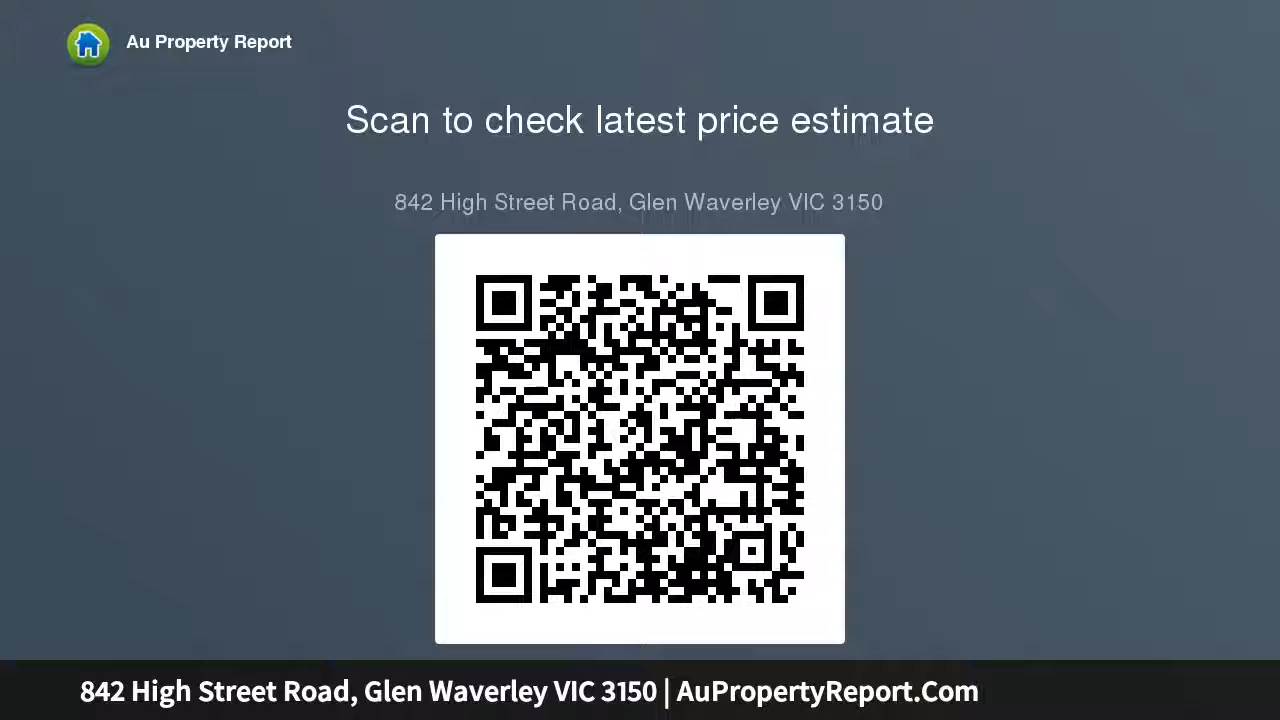 Au Property Report
Scan to check latest price estimate
842 High Street Road, Glen Waverley VIC 3150
842 High Street Road, Glen Waverley VIC 3150 | AuPropertyReport.Com